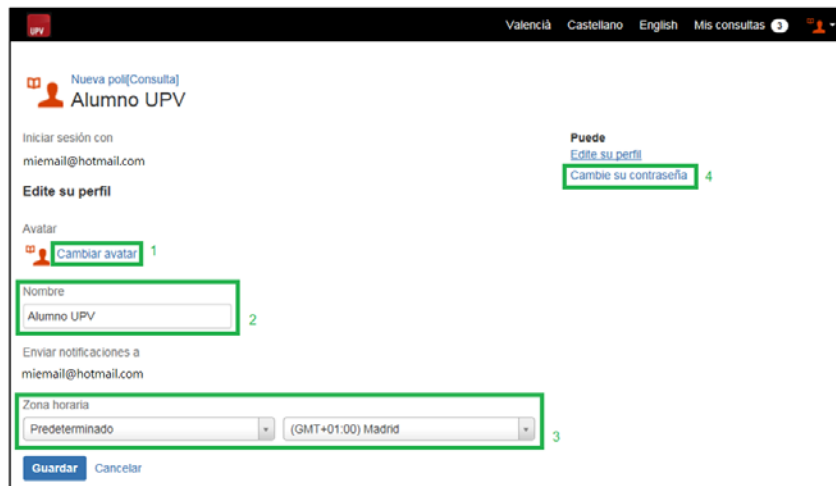 UPV
Valencià Castellano English Mis consultas 3
Nueva poli[Consulta]
Alumno UPV
Iniciar sesión con
miemail@hotmail.com
Edite su perfil
Puede
Edite su perfil
Cambie su contraseña 4
Avatar
Cambiar avatar 1
Nombre
Alumno UPV
2
Enviar notificaciones a
miemail@hotmail.com
Zona horaria
Predeterminado (GMT+01:00) Madrid
3
Guardar Cancelar